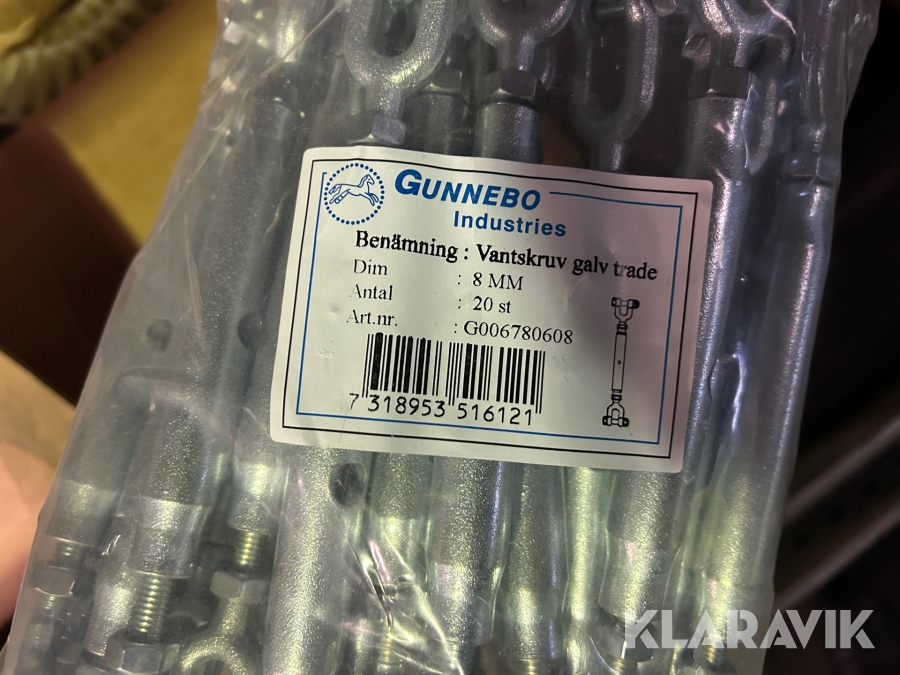 GUNNEBO
Industries
Benämning : Vantskruv galv trade
Dim : 8 MM
Antal : 20 st
Art.nr. : G006780608
7 318953 516121
KLARAVIK